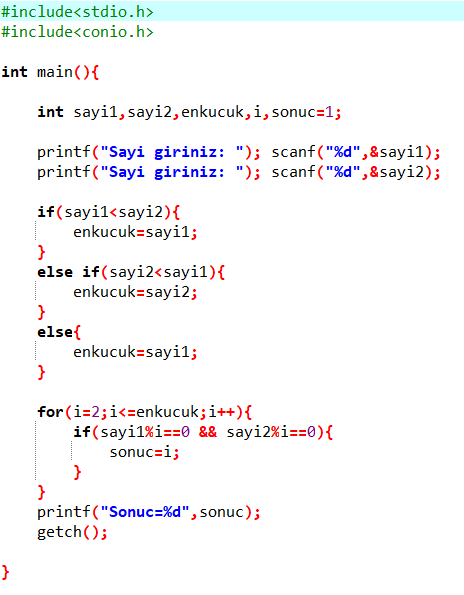 #include<stdio.h>
#include<conio.h>
int main(){
int sayi1,sayi2,enkucuk,i,sonuc=1;
printf("Sayi giriniz: "); scanf("%d",&sayi1);
printf("Sayi giriniz: "); scanf("%d",&sayi2);
if(sayi1<sayi2){
enkucuk=sayi1;
}
else if(sayi2<sayi1){
enkucuk=sayi2;
}
else{
enkucuk=sayi1;
}
for(i=2;i<=enkucuk;i++){
if(sayi1%i==0 && sayi2%i==0){
sonuc=i;
}
}
printf("Sonuc=%d",sonuc);
getch();
}